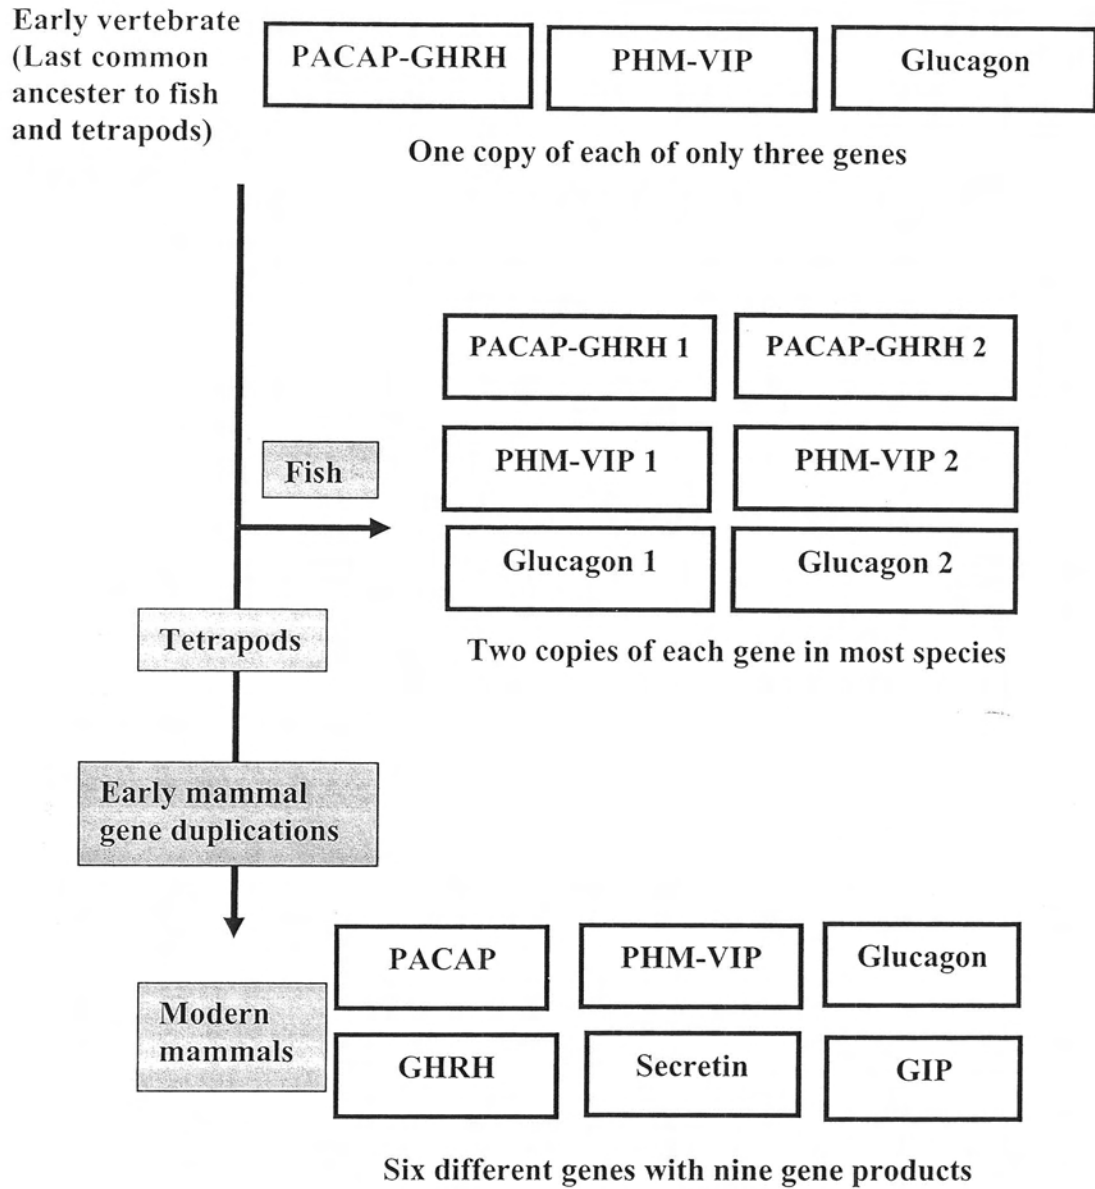 Early vertebrate
(Last common
ancester to fish
and tetrapods)
PACAP-GHRH
PHM-VIP
Glucagon
One copy of each of only three genes
PACAP-GHRH 1
PACAP-GHRH 2
Fish
PHM-VIP 1
PHM-VIP 2
Glucagon 1
Glucagon 2
Tetrapods
Two copies of each gene in most species
Early mammal
gene duplications
PACAP
PHM-VIP
Glucagon
Modern
mammals
GHRH
Secretin
GIP
Six different genes with nine gene products